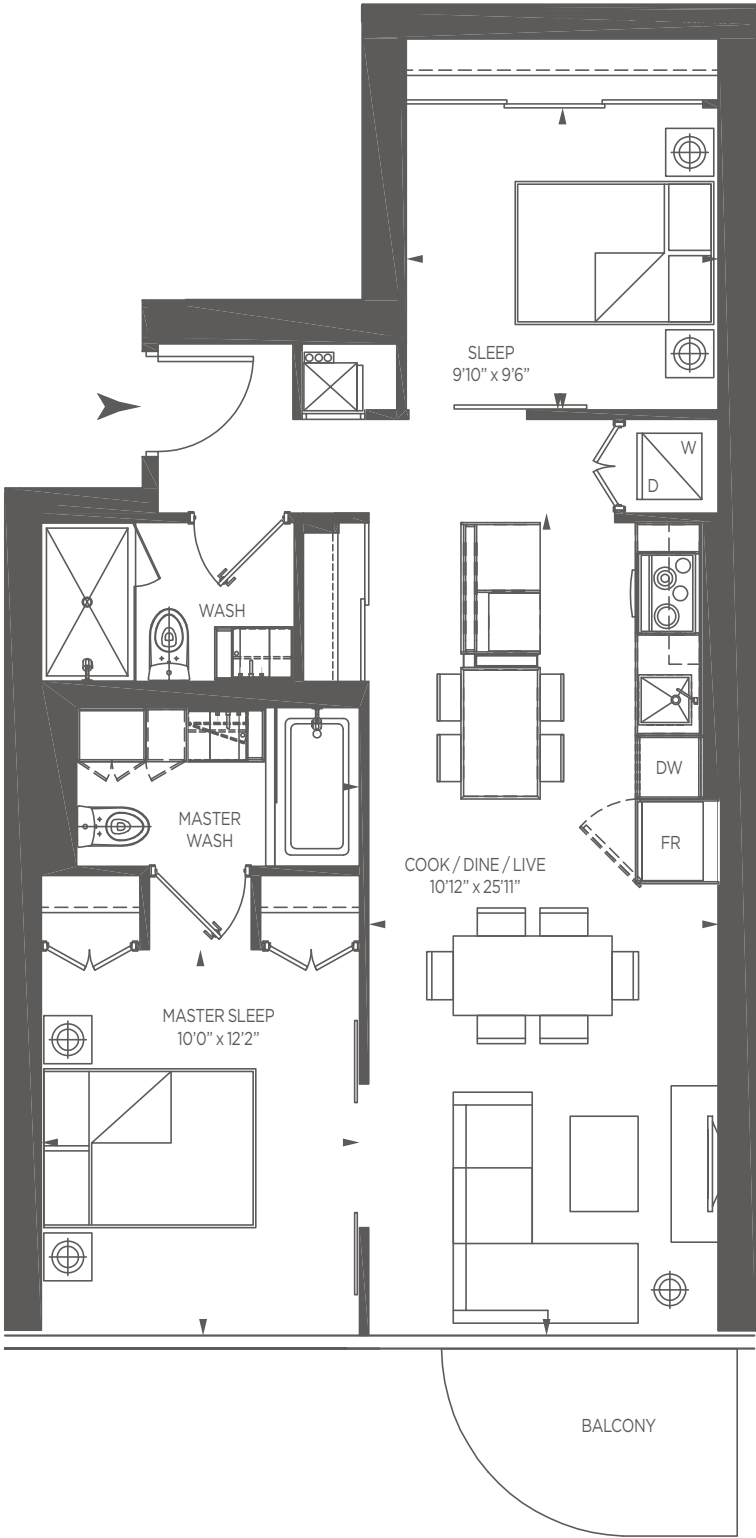 SLEEP
9’10” x 9’6”
W
D
WASH
DW
MASTER
WASH
FR
COOK / DINE / LIVE
10’12” x 25’11”
MASTER SLEEP
10’0” x 12’2”
BALCONY